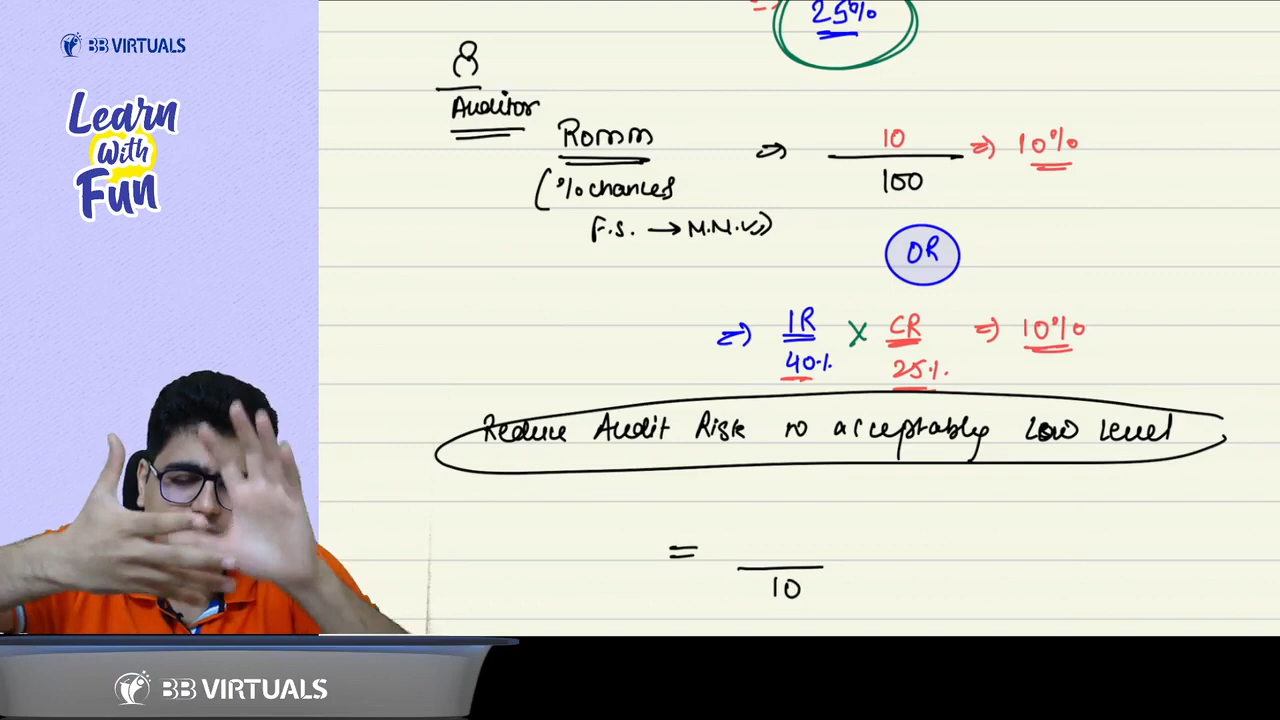 BB VIRTUALS
Learn
With
Fun
=) 25%
Auditor
Romm => 10 / 100 => 10%
(% chances
F.S. → M.M.)
OR
=> IR X CR => 10%
40% 25%.
Reduce Audit Risk to acceptably Low Level
=
10
BB VIRTUALS